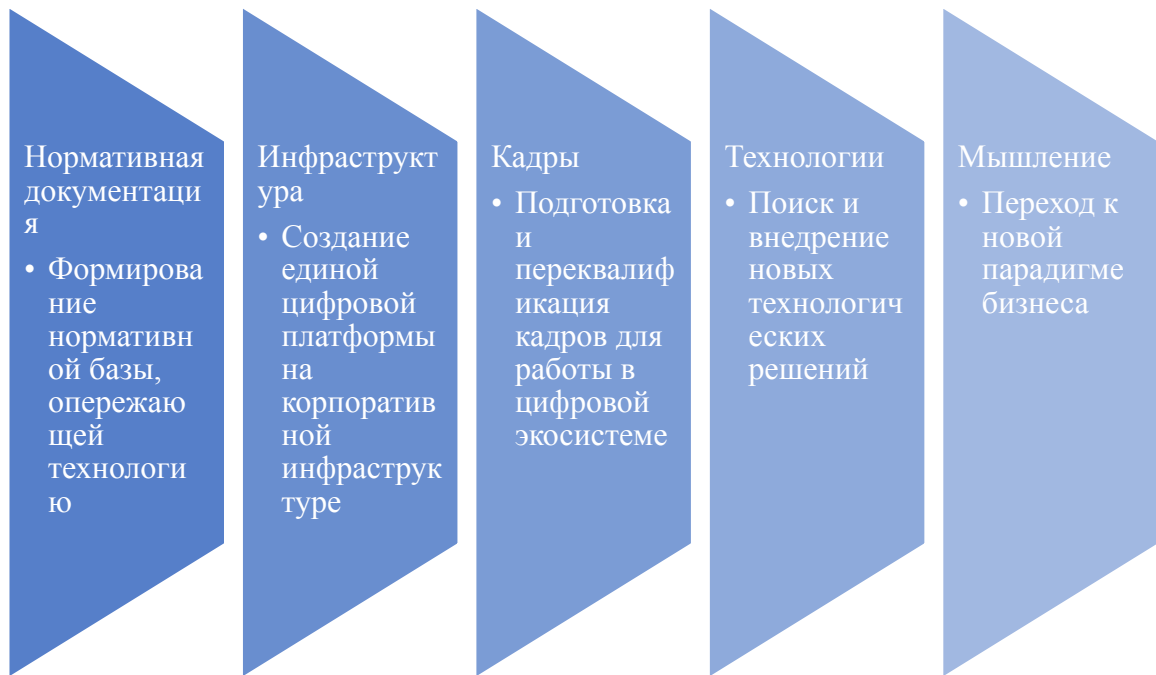 Нормативная
документаци
я
• Формирова
ние
нормативн
ой базы,
опережаю
щей
технологи
ю
Инфраструкт
ура
• Создание
единой
цифровой
платформы
на
корпоратив
ной
инфраструк
туре
Кадры
• Подготовка
и
переквалиф
икация
кадров для
работы в
цифровой
экосистеме
Технологии
• Поиск и
внедрение
новых
технологич
еских
решений
Мышление
• Переход к
новой
парадигме
бизнеса